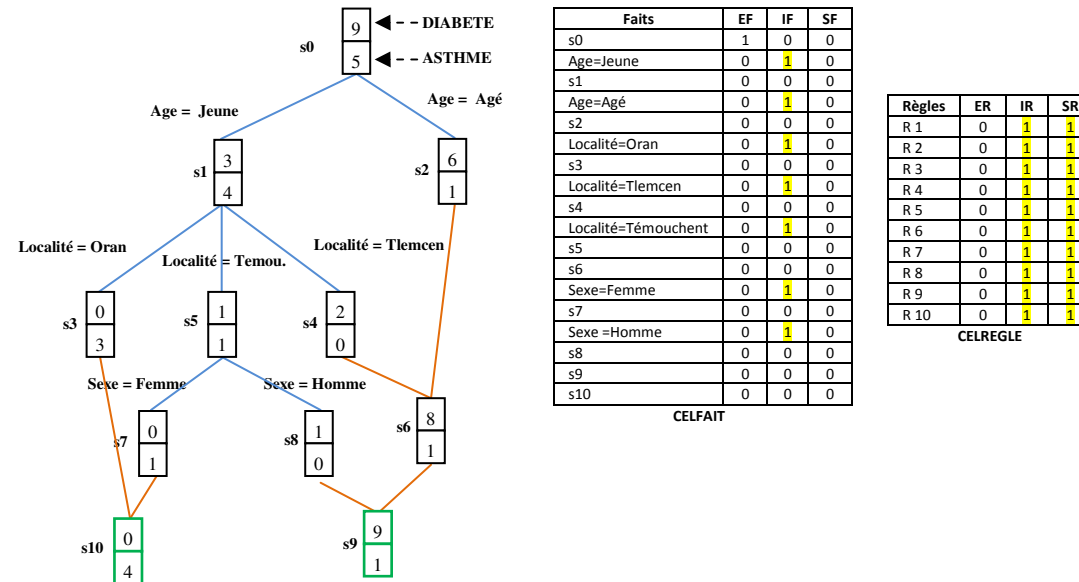 9
DIABETE
s0
5
ASTHME
Age = Jeune
Age = Agé
s1
3
4
s2
6
1
Localité = Oran
Localité = Temou.
Localité = Tlemcen
s3
0
3
s5
1
1
s4
2
0
Sexe = Femme
Sexe = Homme
s7
0
1
s8
1
0
s6
8
1
s10
0
4
s9
9
1
Faits EF IF SF
s0 1 0 0
Age=Jeune 0 1 0
s1 0 0 0
Age=Agé 0 1 0
s2 0 0 0
Localité=Oran 0 1 0
s3 0 0 0
Localité=Tlemcen 0 1 0
s4 0 0 0
Localité=Témouchent 0 1 0
s5 0 0 0
s6 0 0 0
Sexe=Femme 0 1 0
s7 0 0 0
Sexe =Homme 0 1 0
s8 0 0 0
s9 0 0 0
s10 0 0 0
CELFAIT
Règles ER IR SR
R 1 0 1 1
R 2 0 1 1
R 3 0 1 1
R 4 0 1 1
R 5 0 1 1
R 6 0 1 1
R 7 0 1 1
R 8 0 1 1
R 9 0 1 1
R 10 0 1 1
CELREGLE